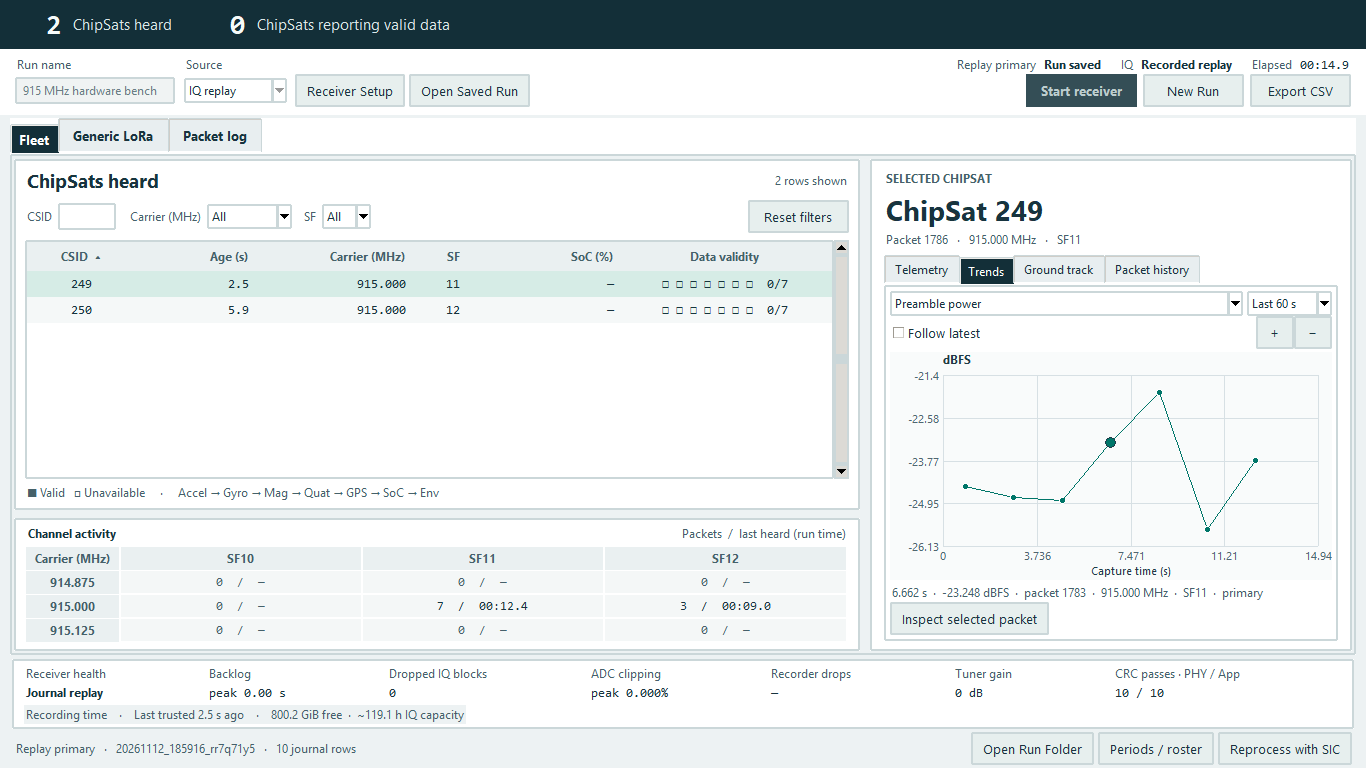 2 ChipSats heard 0 ChipSats reporting valid data
Run name Source Replay primary Run saved IQ Recorded replay Elapsed 00:14.9
915 MHz hardware bench IQ replay Receiver Setup Open Saved Run Start receiver New Run Export CSV
Fleet Generic LoRa Packet log
ChipSats heard 2 rows shown
CSID Carrier (MHz) All SF All Reset filters
CSID ▲ Age (s) Carrier (MHz) SF SoC (%) Data validity
249 2.5 915.000 11 — □ □ □ □ □ □ □ 0/7
250 5.9 915.000 12 — □ □ □ □ □ □ □ 0/7
■ Valid □ Unavailable · Accel → Gyro → Mag → Quat → GPS → SoC → Env
Channel activity Packets / last heard (run time)
Carrier (MHz) SF10 SF11 SF12
914.875 0 / — 0 / — 0 / —
915.000 0 / — 7 / 00:12.4 3 / 00:09.0
915.125 0 / — 0 / — 0 / —
SELECTED CHIPSAT
ChipSat 249
Packet 1786 · 915.000 MHz · SF11
Telemetry Trends Ground track Packet history
Preamble power Last 60 s
Follow latest + −
dBFS
-21.4
-22.58
-23.77
-24.95
-26.13
0 3.736 7.471 11.21 14.94
Capture time (s)
6.662 s · -23.248 dBFS · packet 1783 · 915.000 MHz · SF11 · primary
Inspect selected packet
Receiver health Backlog Dropped IQ blocks ADC clipping Recorder drops Tuner gain CRC passes · PHY / App
Journal replay peak 0.00 s 0 peak 0.000% — 0 dB 10 / 10
Recording time · Last trusted 2.5 s ago · 800.2 GiB free · ~119.1 h IQ capacity
Replay primary · 20261112_185916_rr7q71y5 · 10 journal rows Open Run Folder Periods / roster Reprocess with SIC